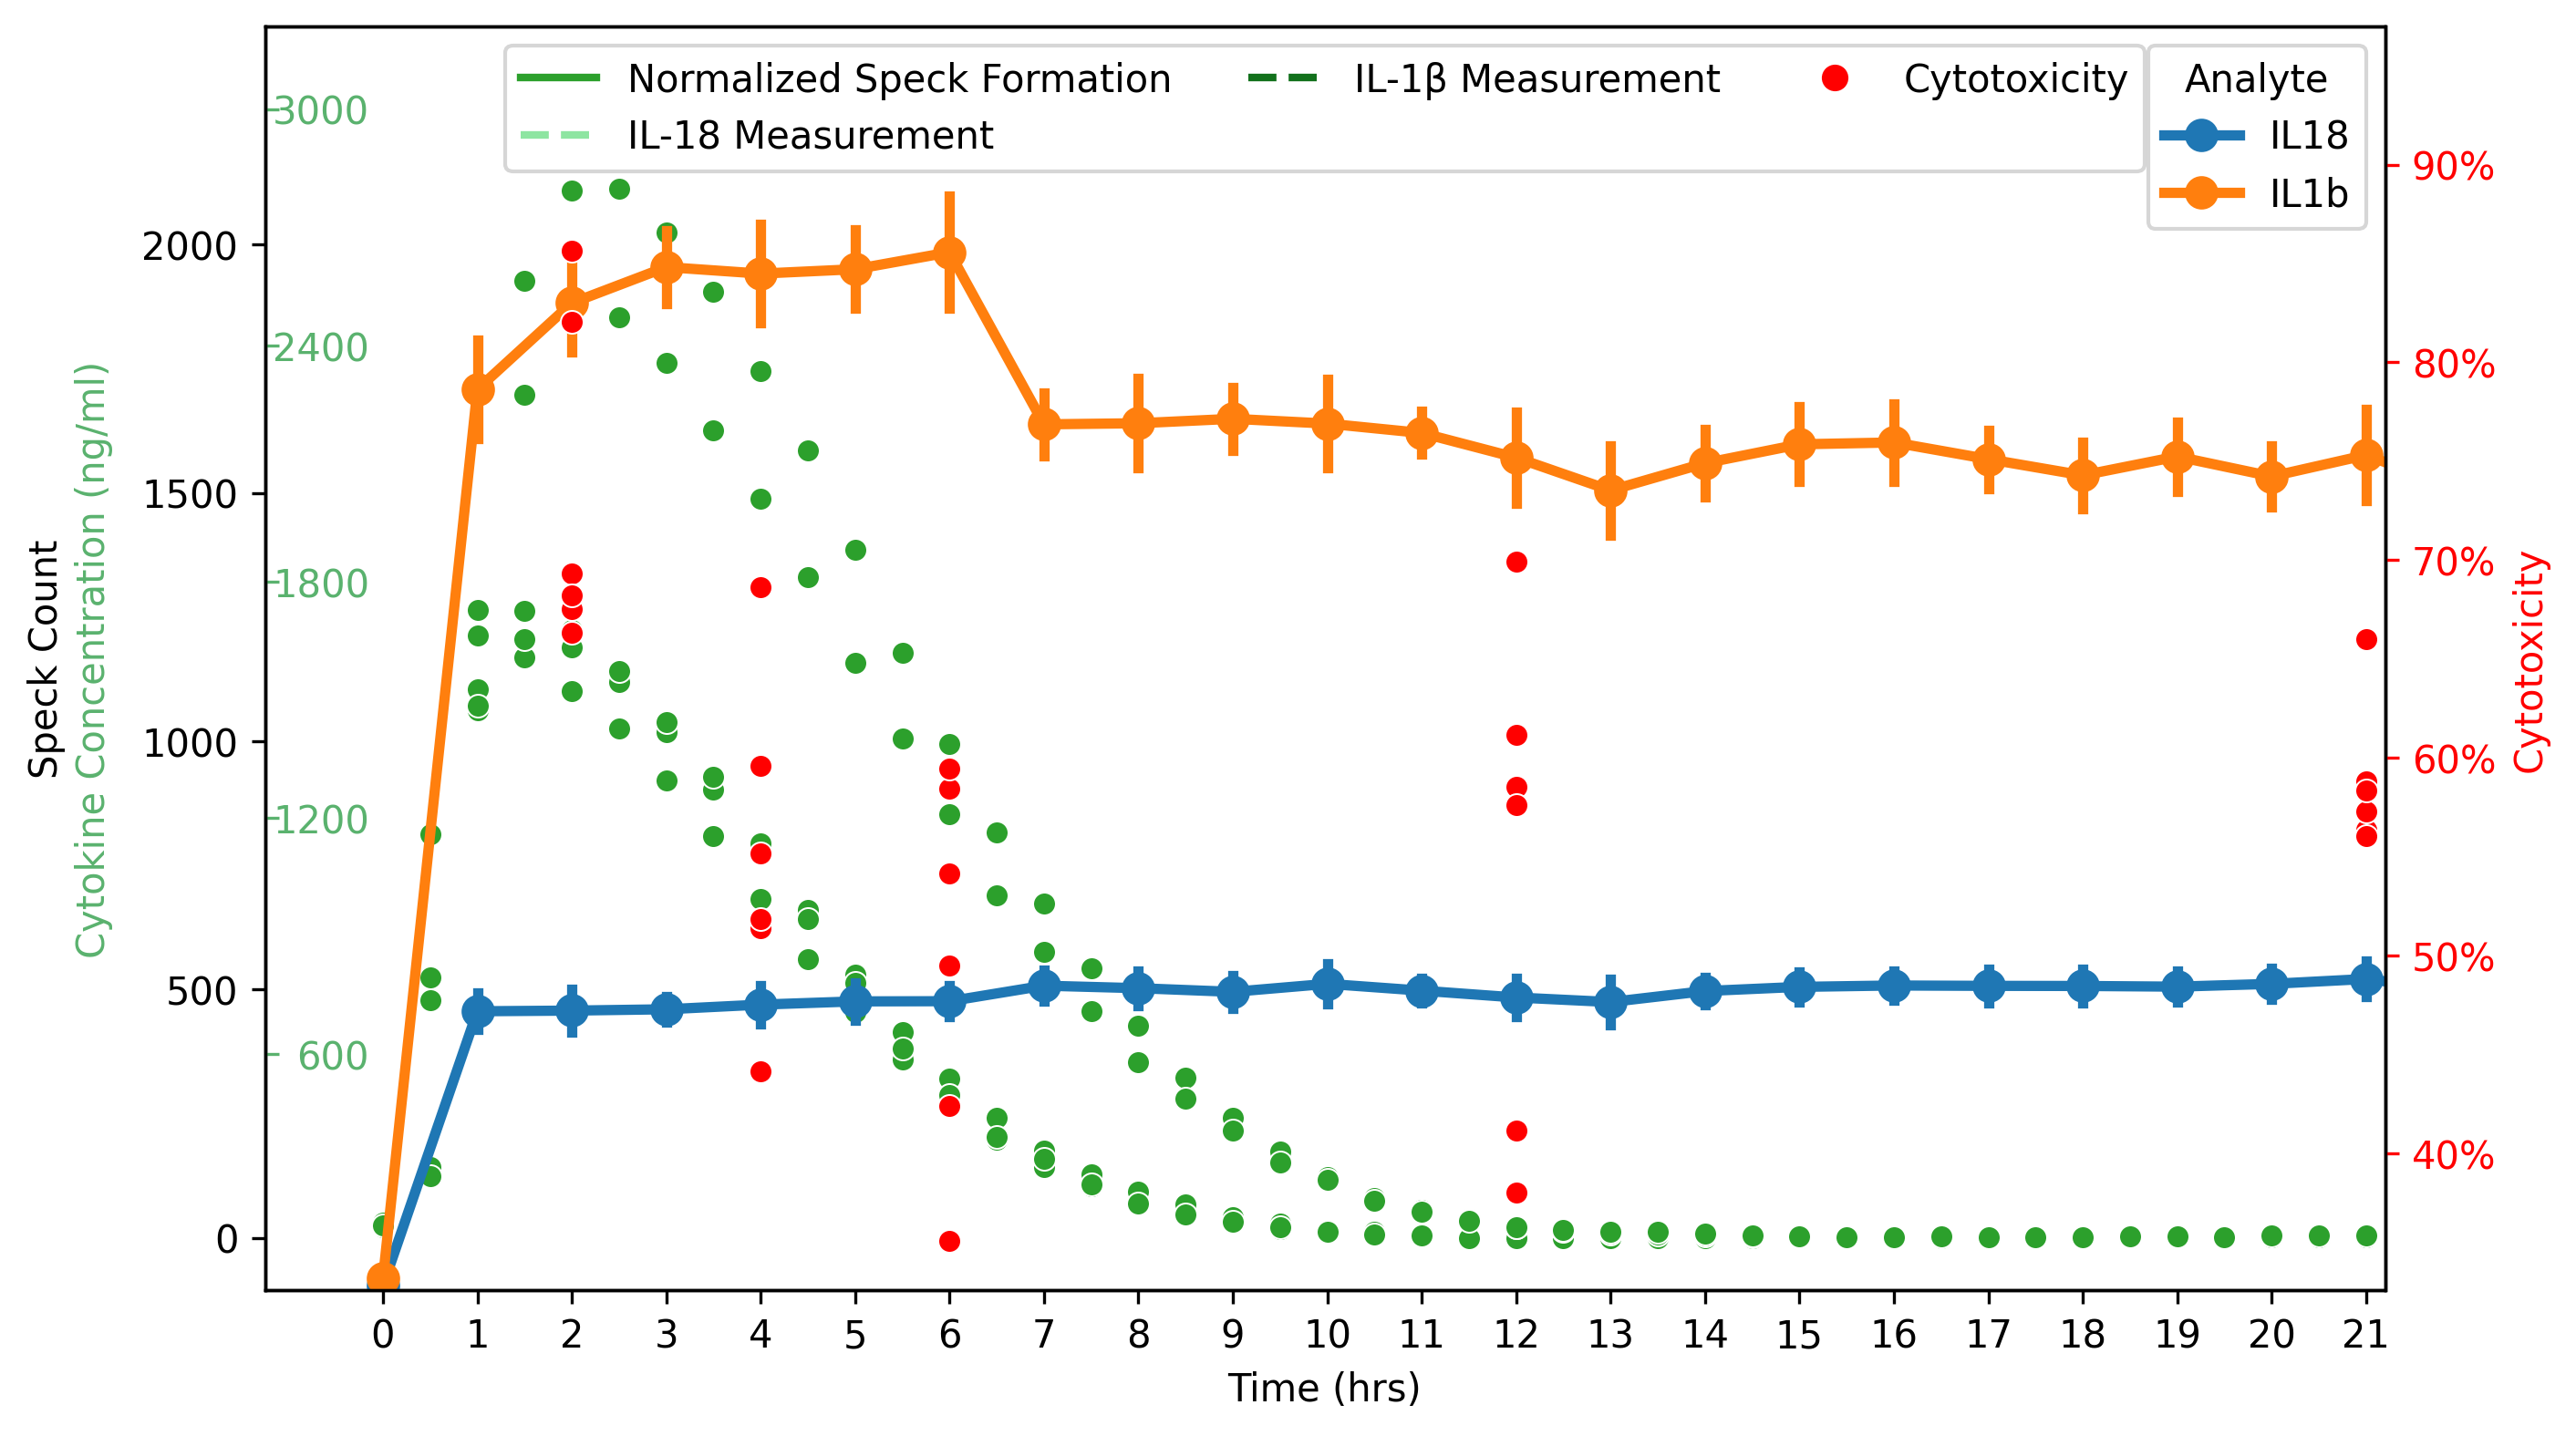 Normalized Speck Formation
IL-18 Measurement
IL-1β Measurement
Cytotoxicity
Analyte
IL18
IL1b
Speck Count
Cytokine Concentration (ng/ml)
2000
1500
1000
500
0
3000
2400
1800
1200
600
90%
80%
70%
60%
50%
40%
Cytotoxicity
0 1 2 3 4 5 6 7 8 9 10 11 12 13 14 15 16 17 18 19 20 21
Time (hrs)